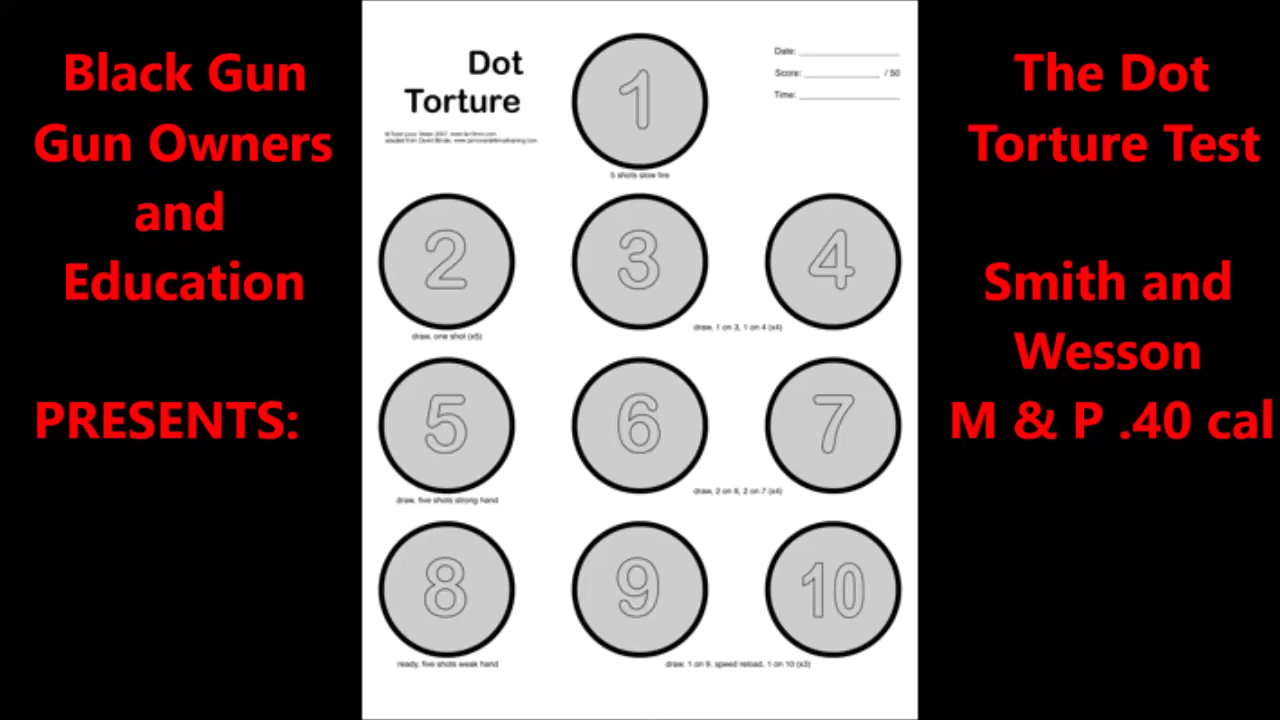 Black Gun
Gun Owners
and
Education
PRESENTS:
Dot
Torture
1
Date:
Score: / 50
Time:
5 shots slow fire
2
3
4
draw, one shot (x5)
draw, 1 on 3, 1 on 4 (x4)
5
6
7
draw, five shots strong hand
draw, 2 on 6, 2 on 7 (x4)
8
9
10
ready, five shots weak hand
draw, 1 on 9, speed reload, 1 on 10 (x3)
The Dot
Torture Test
Smith and
Wesson
M & P .40 cal